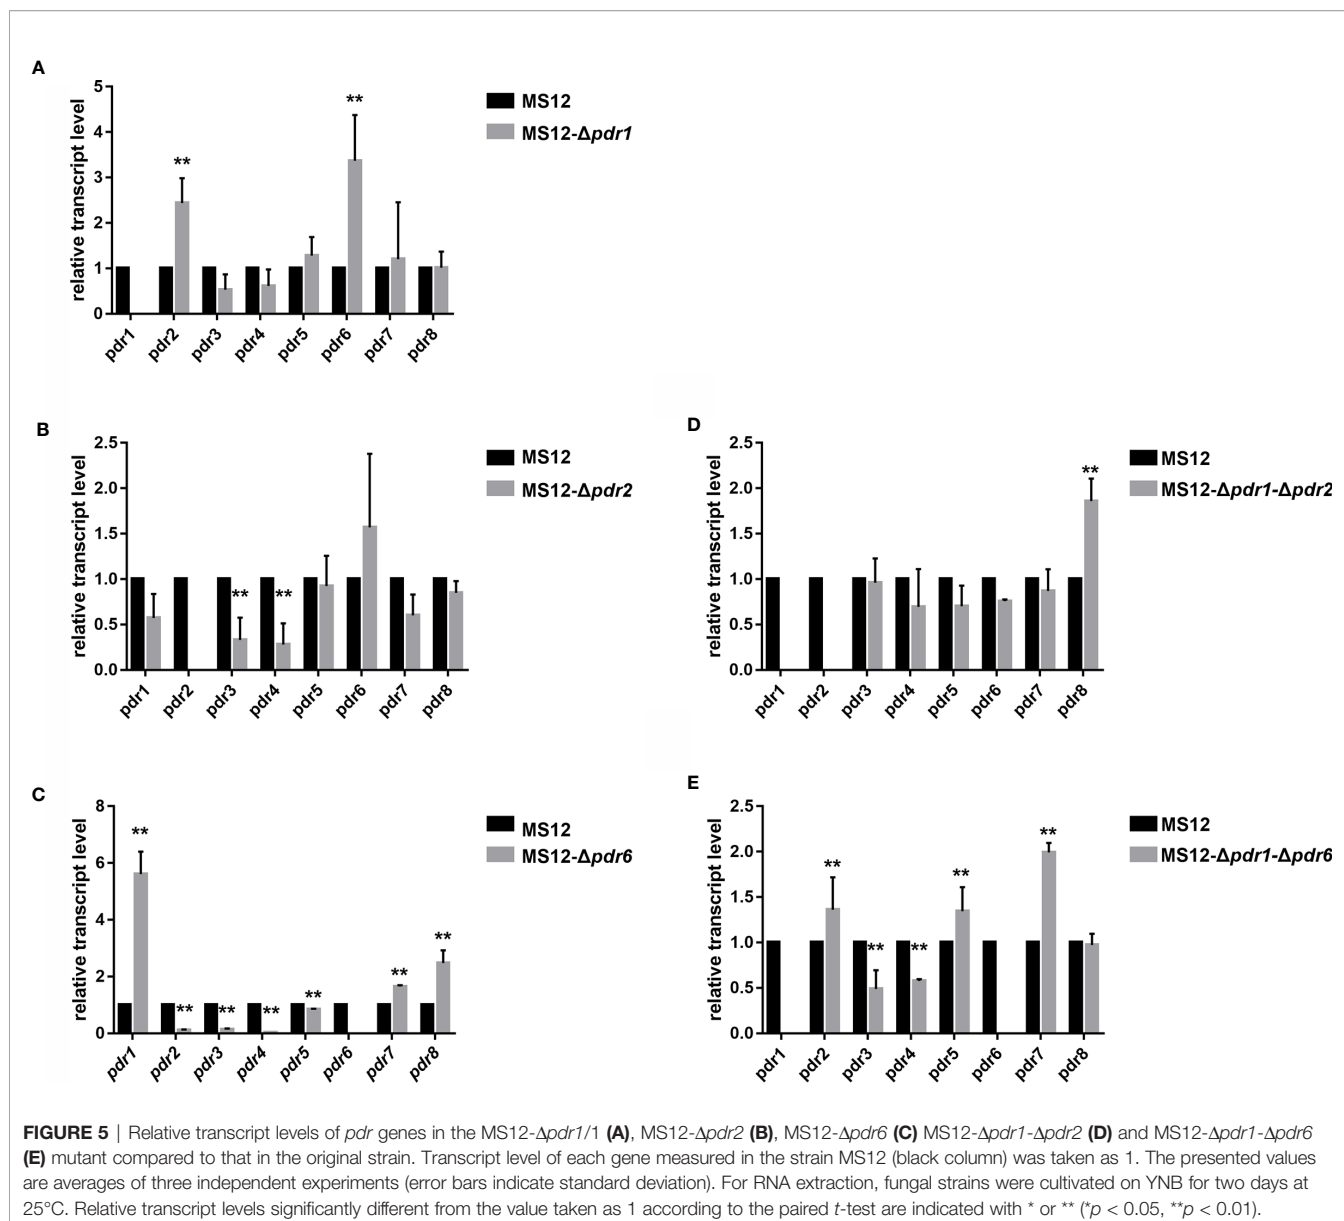 A
relative transcript level
5
4
3
2
1
0
**
**
pdr1 pdr2 pdr3 pdr4 pdr5 pdr6 pdr7 pdr8
MS12
MS12-Δpdr1
B
relative transcript level
2.5
2.0
1.5
1.0
0.5
0.0
** **
pdr1 pdr2 pdr3 pdr4 pdr5 pdr6 pdr7 pdr8
MS12
MS12-Δpdr2
D
relative transcript level
2.5
2.0
1.5
1.0
0.5
0.0
**
pdr1 pdr2 pdr3 pdr4 pdr5 pdr6 pdr7 pdr8
MS12
MS12-Δpdr1-Δpdr2
C
relative transcript level
8
6
4
2
0
** ** ** ** ** ** **
pdr1 pdr2 pdr3 pdr4 pdr5 pdr6 pdr7 pdr8
MS12
MS12-Δpdr6
E
relative transcript level
2.5
2.0
1.5
1.0
0.5
0.0
** ** ** ** **
pdr1 pdr2 pdr3 pdr4 pdr5 pdr6 pdr7 pdr8
MS12
MS12-Δpdr1-Δpdr6
FIGURE 5 | Relative transcript levels of pdr genes in the MS12-Δpdr1/1 (A), MS12-Δpdr2 (B), MS12-Δpdr6 (C) MS12-Δpdr1-Δpdr2 (D) and MS12-Δpdr1-Δpdr6
(E) mutant compared to that in the original strain. Transcript level of each gene measured in the strain MS12 (black column) was taken as 1. The presented values
are averages of three independent experiments (error bars indicate standard deviation). For RNA extraction, fungal strains were cultivated on YNB for two days at
25°C. Relative transcript levels significantly different from the value taken as 1 according to the paired t-test are indicated with * or ** (*p < 0.05, **p < 0.01).